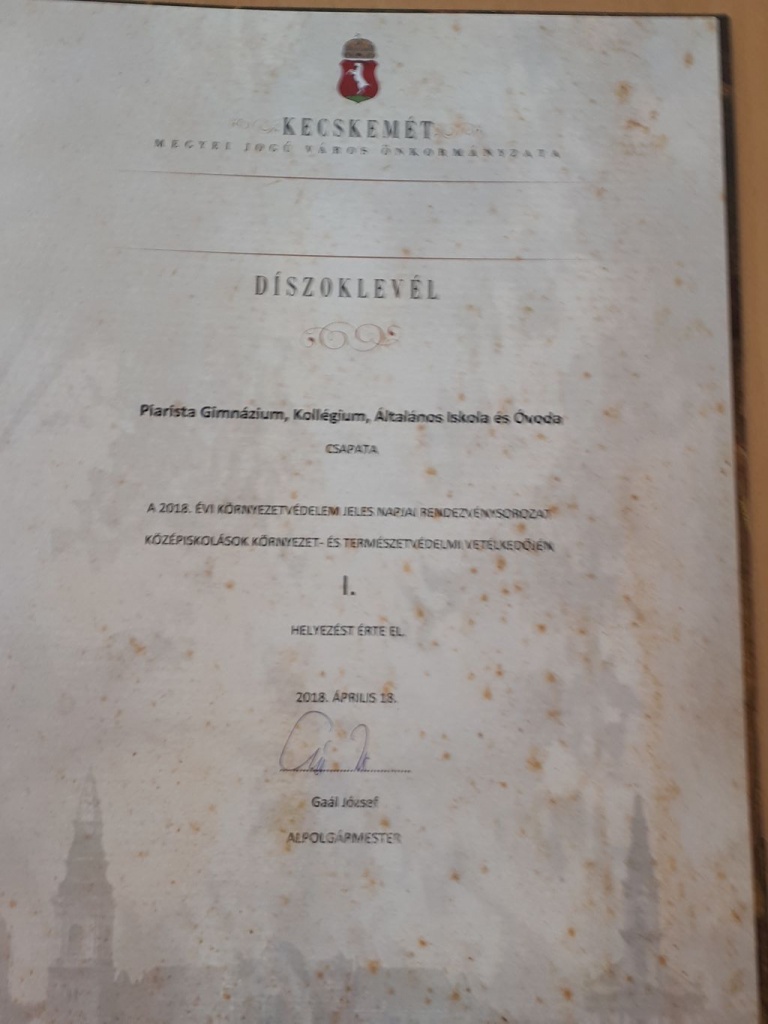 KECSKEMÉT
MEGYEI JOGÚ VÁROS ÖNKORMÁNYZATA
DÍSZOKLEVÉL
Piarista Gimnázium, Kollégium, Általános Iskola és Óvoda
CSAPATA
A 2018. ÉVI KÖRNYEZETVÉDELEM JELES NAPJAI RENDEZVÉNYSOROZAT
KÖZÉPISKOLÁSOK KÖRNYEZET- ÉS TERMÉSZETVÉDELMI VETÉLKEDŐJÉN
I.
HELYEZÉST ÉRTE EL.
2018. ÁPRILIS 18.
Gaál József
ALPOLGÁRMESTER